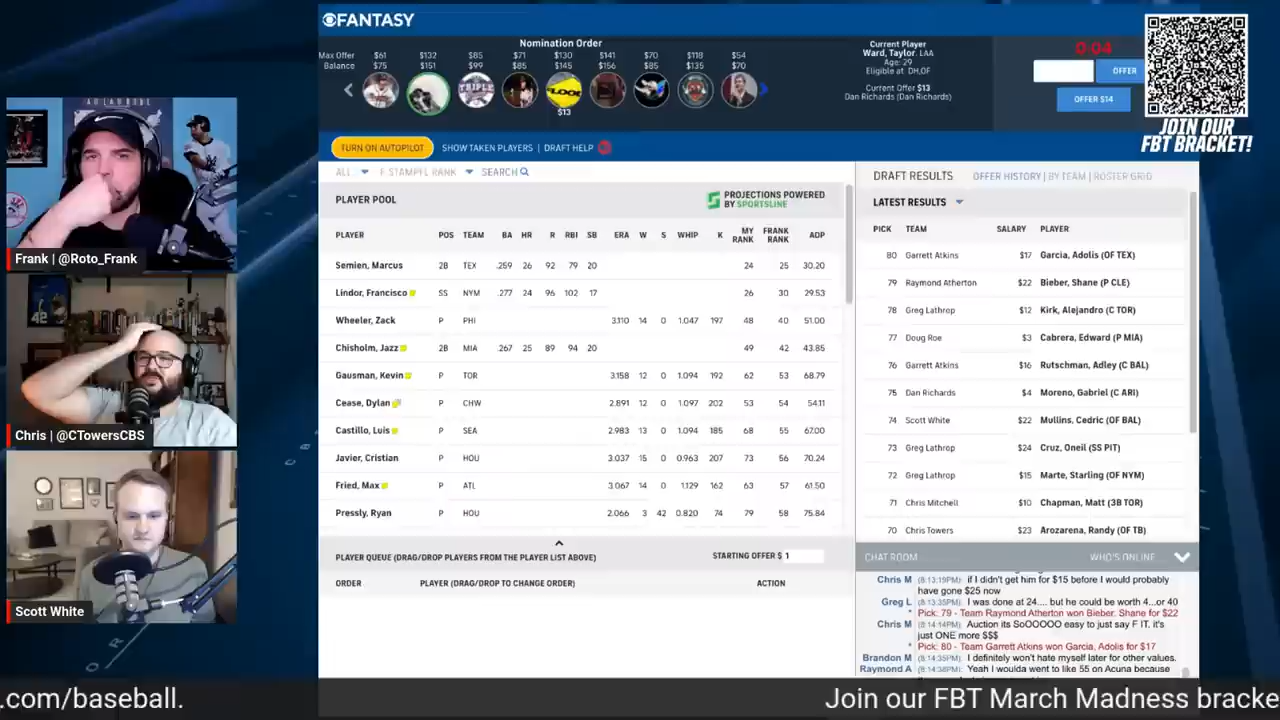 FANTASY
Nomination Order
Max Offer $61 $132 $85 $71 $130 $141 $70 $118 $54
Balance $75 $151 $99 $85 $145 $156 $85 $135 $70
$13
Current Player
Ward, Taylor, LAA
Age: 29
Eligible at DH,OF
Current Offer $13
Dan Richards (Dan Richards)
0:04
OFFER
OFFER $14
JOIN OUR
FBT BRACKET!
TURN ON AUTOPILOT SHOW TAKEN PLAYERS | DRAFT HELP
ALL F STAMPFL RANK SEARCH
PLAYER POOL
PROJECTIONS POWERED
BY SPORTSLINE
PLAYER POS TEAM BA HR R RBI SB ERA W S WHIP K MY RANK FRANK RANK ADP
Semien, Marcus 2B TEX .259 26 92 79 20 24 25 30.20
Lindor, Francisco SS NYM .277 24 96 102 17 26 30 29.53
Wheeler, Zack P PHI 3.110 14 0 1.047 197 48 40 51.00
Chisholm, Jazz 2B MIA .267 25 89 94 20 49 42 43.85
Gausman, Kevin P TOR 3.158 12 0 1.094 192 62 53 68.79
Cease, Dylan P CHW 2.891 12 0 1.097 202 53 54 54.11
Castillo, Luis P SEA 2.983 13 0 1.094 185 68 55 67.00
Javier, Cristian P HOU 3.037 15 0 0.963 207 73 56 70.24
Fried, Max P ATL 3.067 14 0 1.129 162 63 57 61.50
Pressly, Ryan P HOU 2.066 3 42 0.820 74 79 58 75.84
PLAYER QUEUE (DRAG/DROP PLAYERS FROM THE PLAYER LIST ABOVE) STARTING OFFER $ 1
ORDER PLAYER (DRAG/DROP TO CHANGE ORDER) ACTION
DRAFT RESULTS OFFER HISTORY | BY TEAM | ROSTER GRID
LATEST RESULTS
PICK TEAM SALARY PLAYER
80 Garrett Atkins $17 Garcia, Adolis (OF TEX)
79 Raymond Atherton $22 Bieber, Shane (P CLE)
78 Greg Lathrop $12 Kirk, Alejandro (C TOR)
77 Doug Roe $3 Cabrera, Edward (P MIA)
76 Garrett Atkins $16 Rutschman, Adley (C BAL)
75 Dan Richards $4 Moreno, Gabriel (C ARI)
74 Scott White $22 Mullins, Cedric (OF BAL)
73 Greg Lathrop $24 Cruz, Oneil (SS PIT)
72 Greg Lathrop $15 Marte, Starling (OF NYM)
71 Chris Mitchell $10 Chapman, Matt (3B TOR)
70 Chris Towers $23 Arozarena, Randy (OF TB)
CHAT ROOM WHO'S ONLINE
Chris M (8:13:19PM): if I didn't get him for $15 before I would probably
have gone $25 now
Greg L (8:13:35PM): I was done at 24.... but he could be worth 4...or 40
* Pick: 79 - Team Raymond Atherton won Bieber, Shane for $22
Chris M (8:14:14PM): Auction its SoOOOOO easy to just say F IT, it's
just ONE more $$$
* Pick: 80 - Team Garrett Atkins won Garcia, Adolis for $17
Brandon M (8:14:35PM): I definitely won't hate myself later for other values.
Raymond A (8:14:38PM): Yeah I woulda went to like 55 on Acuna because
Frank | @Roto_Frank
Chris | @CTowersCBS
Scott White
.com/baseball. Join our FBT March Madness bracke